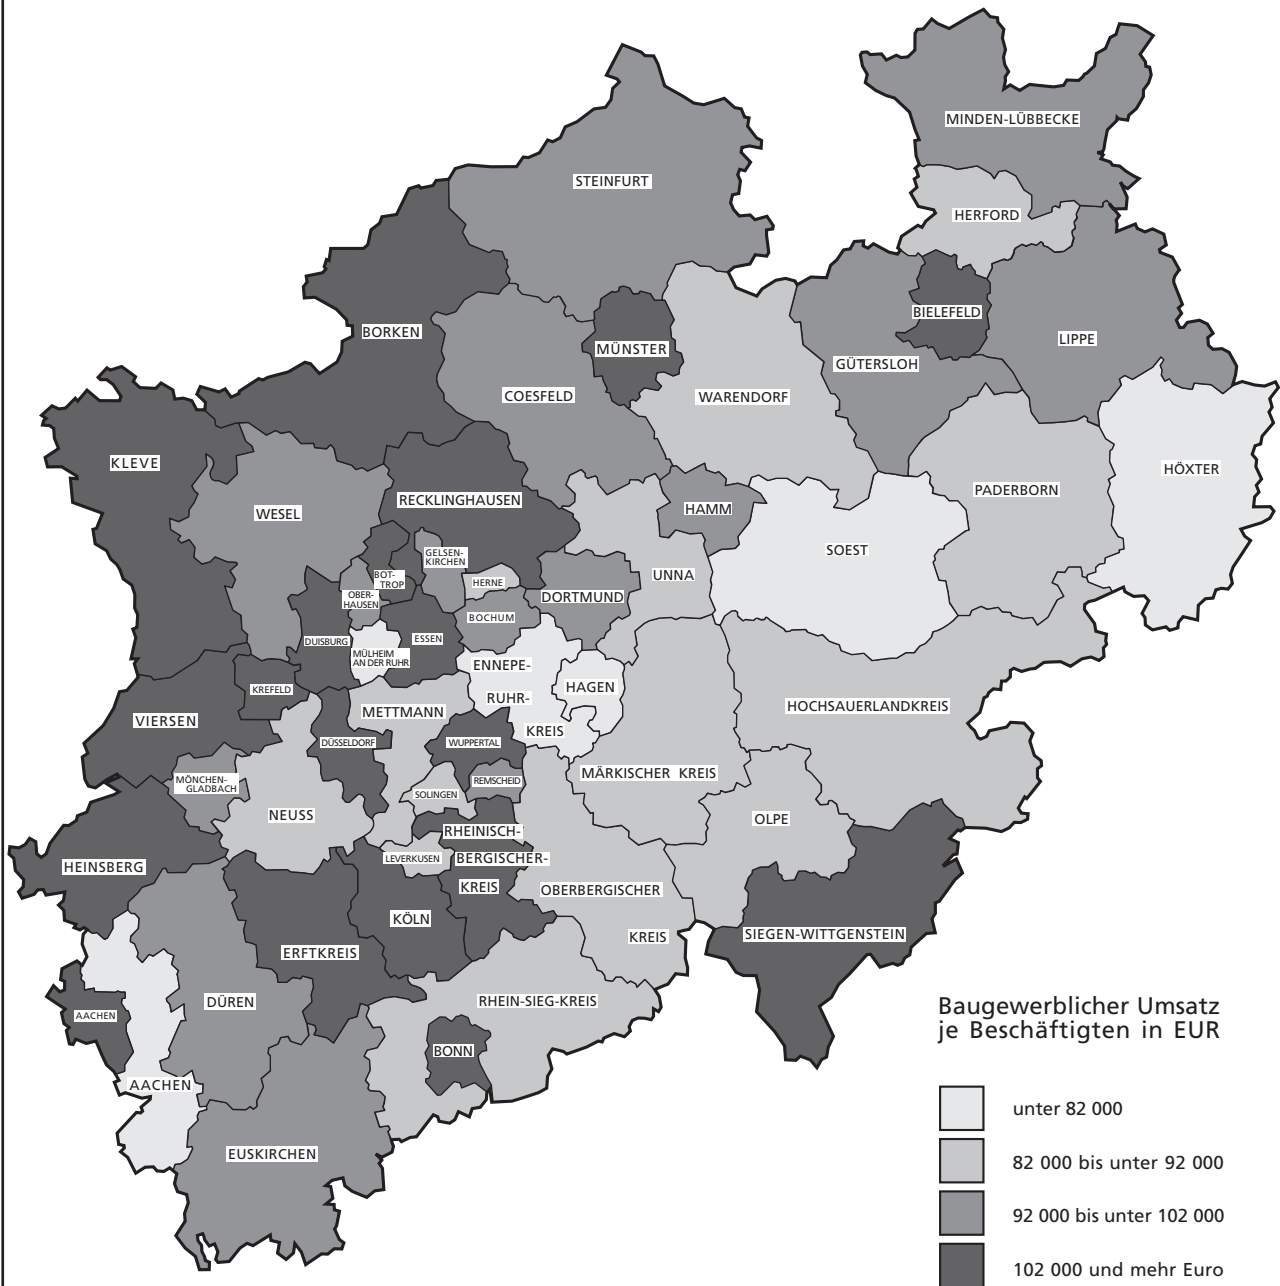 MINDEN-LÜBBECKE
STEINFURT
HERFORD
BIELEFELD
BORKEN
LIPPE
MÜNSTER
GÜTERSLOH
COESFELD
WARENDORF
KLEVE
HÖXTER
RECKLINGHAUSEN
PADERBORN
WESEL
HAMM
SOEST
GELSEN-
KIRCHEN
UNNA
BOT-
TROP
HERNE
OBER-
HAUSEN
DORTMUND
BOCHUM
DUISBURG
ESSEN
MÜLHEIM
AN DER RUHR
ENNEPE-
RUHR-
KREIS
HAGEN
KREFELD
HOCHSAUERLANDKREIS
METTMANN
VIERSEN
DÜSSELDORF
WUPPERTAL
MÄRKISCHER KREIS
REMSCHEID
MÖNCHEN-
GLADBACH
SOLINGEN
NEUSS
OLPE
RHEINISCH-
BERGISCHER-
KREIS
LEVERKUSEN
HEINSBERG
OBERBERGISCHER
KREIS
KÖLN
SIEGEN-WITTGENSTEIN
ERFTKREIS
DÜREN
RHEIN-SIEG-KREIS
AACHEN
BONN
AACHEN
EUSKIRCHEN
Baugewerblicher Umsatz
je Beschäftigten in EUR
unter 82 000
82 000 bis unter 92 000
92 000 bis unter 102 000
102 000 und mehr Euro